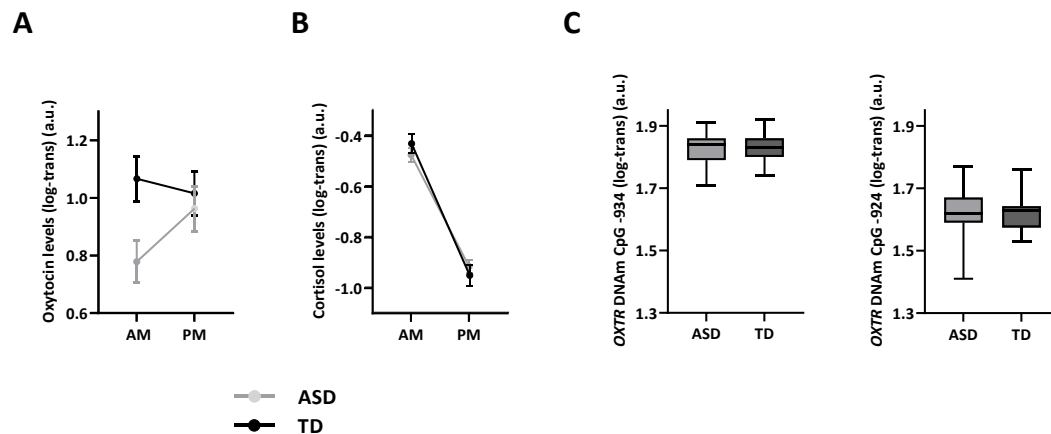 A
B
C
Oxytocin levels (log-trans) (a.u.)
1.2
1.0
0.8
0.6
AM PM
Cortisol levels (log-trans) (a.u.)
-0.4
-0.6
-0.8
-1.0
AM PM
OXTR DNAm CpG -934 (log-trans) (a.u.)
1.9
1.7
1.5
1.3
ASD TD
OXTR DNAm CpG -924 (log-trans) (a.u.)
1.9
1.7
1.5
1.3
ASD TD
ASD
TD